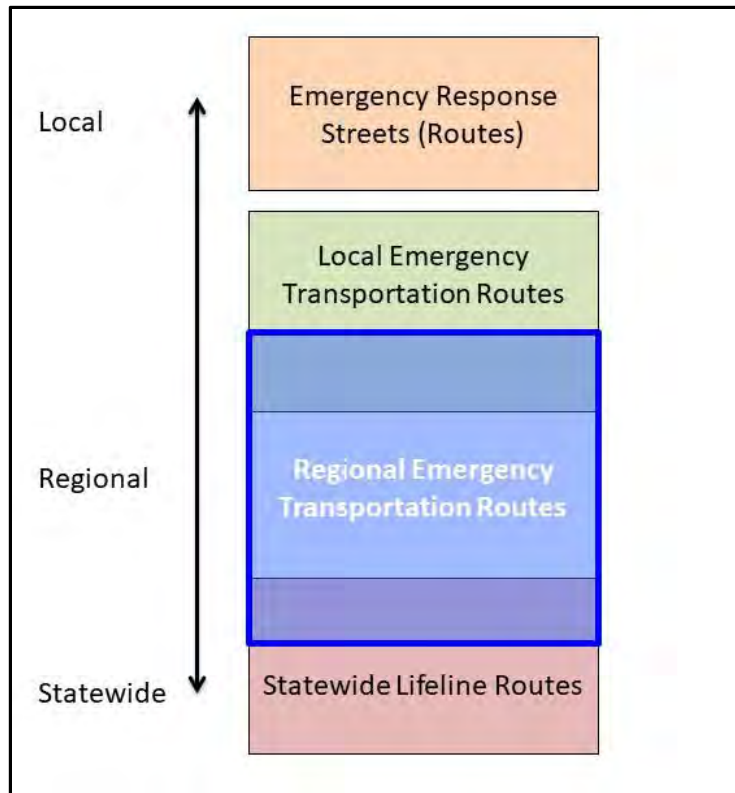 Local
Emergency Response
Streets (Routes)
Local Emergency
Transportation Routes
Regional
Regional Emergency
Transportation Routes
Statewide
Statewide Lifeline Routes